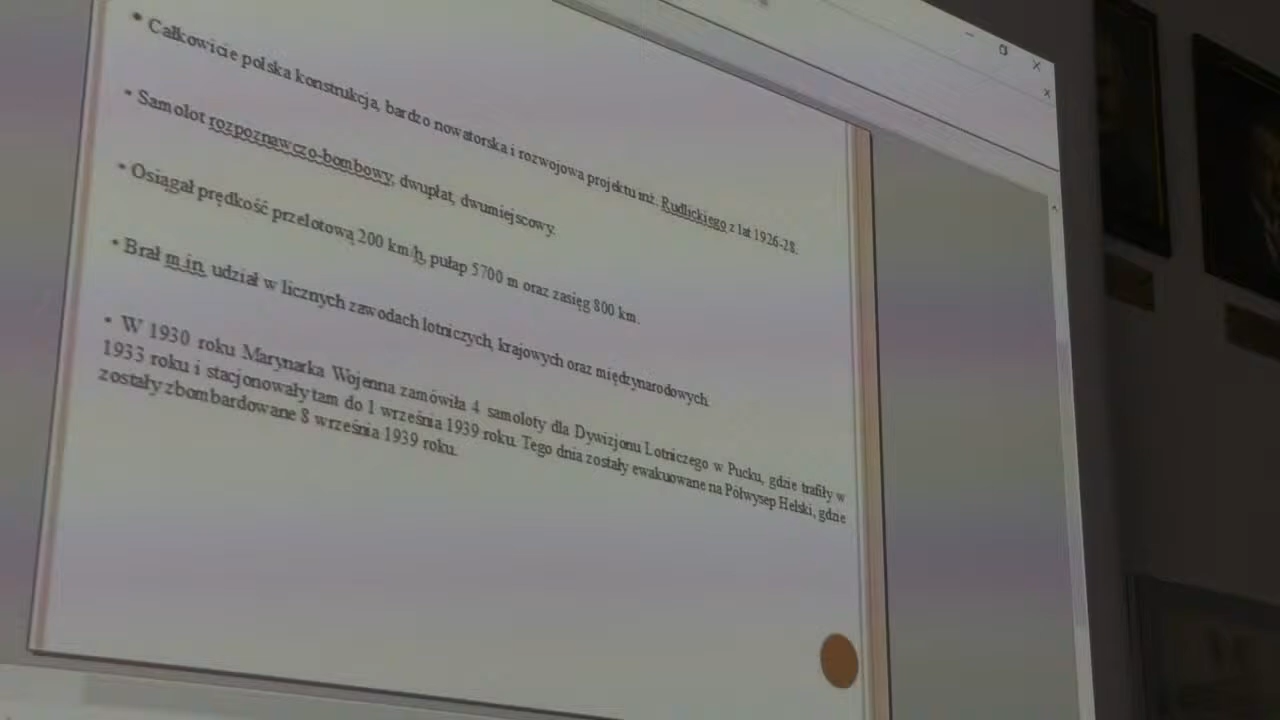 • Całkowicie polska konstrukcja, bardzo nowatorska i rozwojowa projektu inż. Rudlickiego z lat 1926-28.
• Samolot rozpoznawczo-bombowy, dwupłat, dwumiejscowy.
• Osiągał prędkość przelotową 200 km/h, pułap 5700 m oraz zasięg 800 km.
• Brał m.in. udział w licznych zawodach lotniczych, krajowych oraz międzynarodowych.
• W 1930 roku Marynarka Wojenna zamówiła 4 samoloty dla Dywizjonu Lotniczego w Pucku, gdzie trafiły w
1933 roku i stacjonowały tam do 1 września 1939 roku. Tego dnia zostały ewakuowane na Półwysep Helski, gdzie
zostały zbombardowane 8 września 1939 roku.